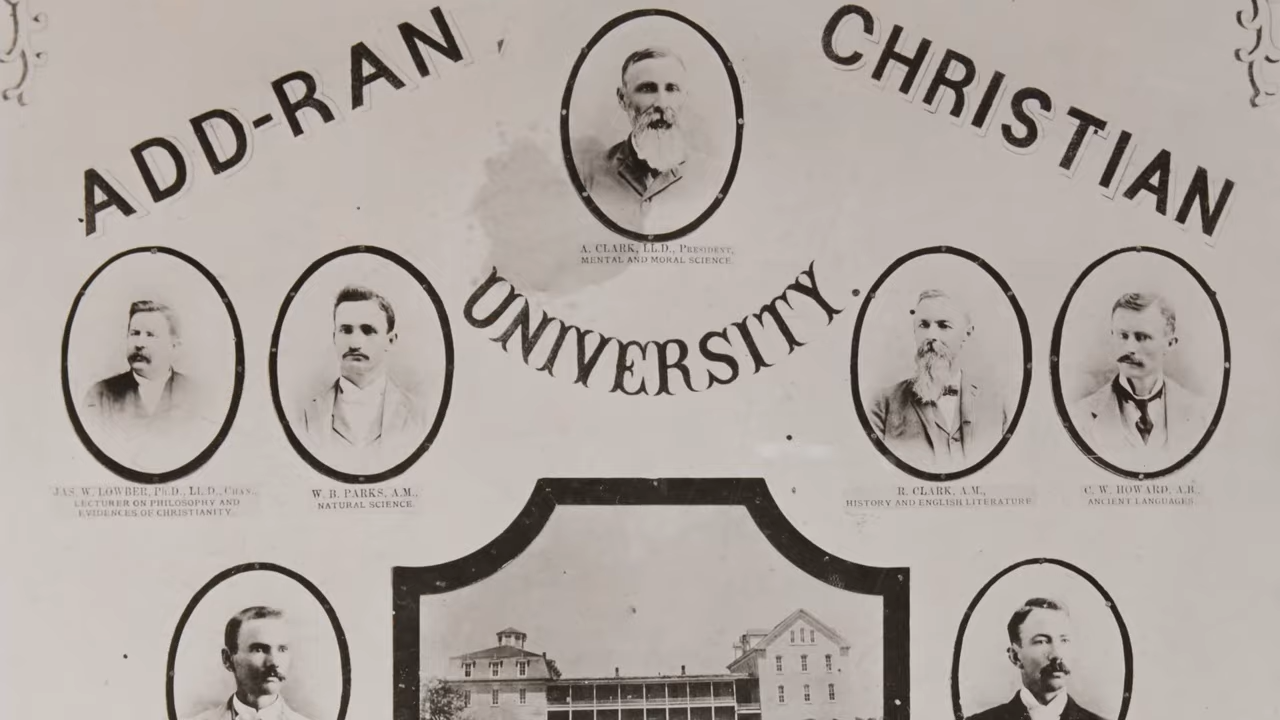 ADD-RAN CHRISTIAN
UNIVERSITY.
A. CLARK, LL.D., PRESIDENT,
MENTAL AND MORAL SCIENCE.
JAS. W. LOWBER, PH.D., LL.D., CHAN.,
LECTURER ON PHILOSOPHY AND
EVIDENCES OF CHRISTIANITY.
W. B. PARKS, A.M.,
NATURAL SCIENCE.
R. CLARK, A.M.,
HISTORY AND ENGLISH LITERATURE.
C. W. HOWARD, A.B.,
ANCIENT LANGUAGES.